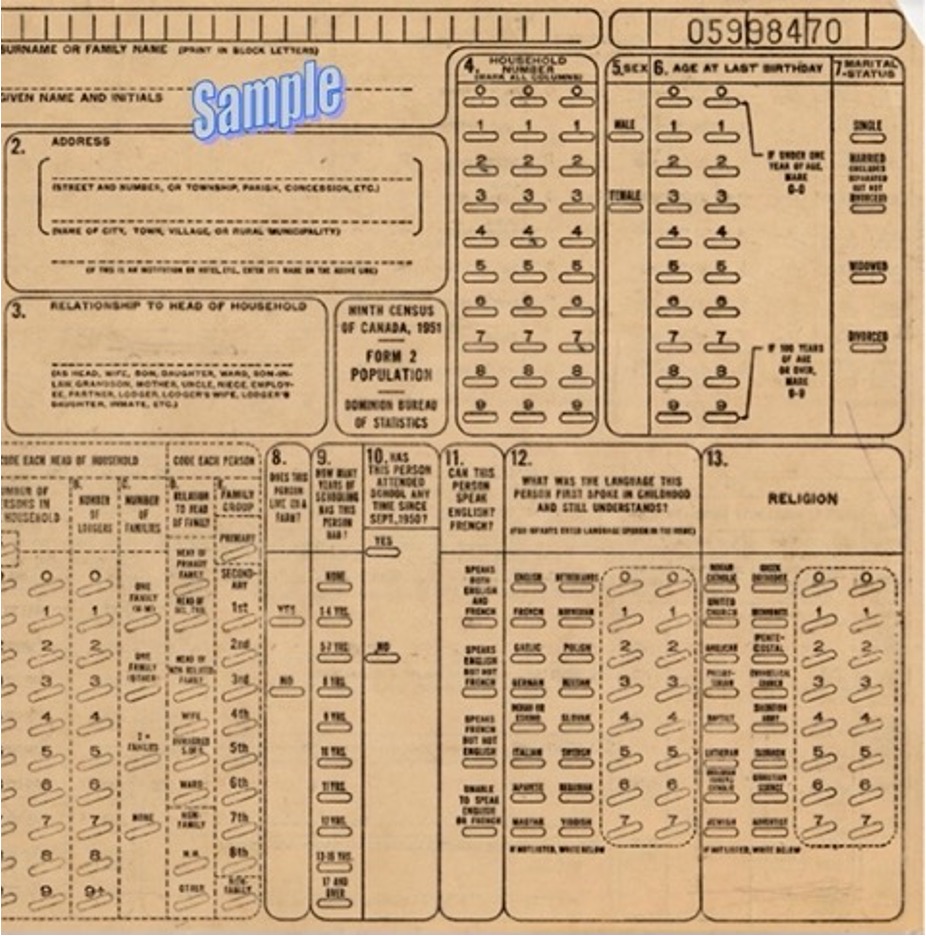 05998470
SURNAME OR FAMILY NAME (PRINT IN BLOCK LETTERS)
GIVEN NAME AND INITIALS
Sample
2. ADDRESS
(STREET AND NUMBER, OR TOWNSHIP, PARISH, CONCESSION, ETC.)
(NAME OF CITY, TOWN, VILLAGE, OR RURAL MUNICIPALITY)
(IF THIS IS AN INSTITUTION OR HOTEL, ETC., ENTER ITS NAME ON THE ABOVE LINE)
3. RELATIONSHIP TO HEAD OF HOUSEHOLD
(AS HEAD, WIFE, SON, DAUGHTER, WARD, SON-IN-
LAW, GRANDSON, MOTHER, UNCLE, NIECE, EMPLOY-
EE, PARTNER, LODGER, LODGER'S WIFE, LODGER'S
DAUGHTER, INMATE, ETC.)
NINTH CENSUS
OF CANADA, 1951
FORM 2
POPULATION
DOMINION BUREAU
OF STATISTICS
4. HOUSEHOLD
NUMBER
(MARK ALL COLUMNS)
0 0 0
1 1 1
2 2 2
3 3 3
4 4 4
5 5 5
6 6 6
7 7 7
8 8 8
9 9 9
5. SEX
MALE
FEMALE
6. AGE AT LAST BIRTHDAY
0 0
1 1
2 2
3 3
4 4
5 5
6 6
7 7
8 8
9 9
IF UNDER ONE
YEAR OF AGE,
MARK
0-0
IF 100 YEARS
OF AGE
OR OVER,
MARK
9-9
7. MARITAL
STATUS
SINGLE
MARRIED
(INCLUDES
SEPARATED
BUT NOT
DIVORCED)
WIDOWED
DIVORCED
CODE EACH HEAD OF HOUSEHOLD
NUMBER OF
PERSONS IN
HOUSEHOLD
0
1
2
3
4
5
6
7
8
9
B.
NUMBER
OF
LODGERS
0
1
2
3
4
5
6
7
8
9+
C.
NUMBER
OF
FAMILIES
ONE
FAMILY
ONE
FAMILY
(OTHER)
2 +
FAMILIES
NONE
CODE EACH PERSON
D.
RELATION
TO HEAD
OF FAMILY
HEAD OF
PRIMARY
FAMILY
HEAD OF
HEAD OF
NON RELATED
FAMILY
WIFE
WARD
NON-
FAMILY
OTHER
E.
FAMILY
GROUP
PRIMARY
SECOND-
ARY
1st
2nd
3rd
4th
5th
6th
7th
8th
NON-
FAMILY
8.
DOES THIS
PERSON
LIVE ON A
FARM?
YES
NO
9.
HOW MANY
YEARS OF
SCHOOLING
HAS THIS
PERSON
HAD?
NONE
1-4 YRS.
5-7 YRS.
8 YRS.
9 YRS.
10 YRS.
11 YRS.
12 YRS.
13-16 YRS.
17 AND
OVER
10. HAS
THIS PERSON
ATTENDED
SCHOOL ANY
TIME SINCE
SEPT., 1950?
YES
NO
11.
CAN THIS
PERSON
SPEAK
ENGLISH?
FRENCH?
SPEAKS
BOTH
ENGLISH
AND
FRENCH
SPEAKS
ENGLISH
BUT NOT
FRENCH
SPEAKS
FRENCH
BUT NOT
ENGLISH
UNABLE
TO SPEAK
ENGLISH
OR FRENCH
12.
WHAT WAS THE LANGUAGE THIS
PERSON FIRST SPOKE IN CHILDHOOD
AND STILL UNDERSTANDS?
(FOR INFANTS ENTER LANGUAGE SPOKEN IN THE HOME)
ENGLISH NETHERLANDS 0 0
FRENCH NORWEGIAN 1 1
GAELIC POLISH 2 2
GERMAN RUSSIAN 3 3
INDIAN OR
ESKIMO SLOVAK 4 4
ITALIAN SWEDISH 5 5
JAPANESE UKRAINIAN 6 6
MAGYAR YIDDISH 7 7
IF NOT LISTED, WRITE BELOW
13.
RELIGION
ROMAN
CATHOLIC
GREEK
ORTHODOX 0 0
UNITED
CHURCH
MENNONITE 1 1
ANGLICAN
PENTE-
COSTAL 2 2
PRESBY-
TERIAN
EVANGELICAL
CHURCH 3 3
BAPTIST
SALVATION
ARMY 4 4
LUTHERAN MORMON 5 5
CATHOLIC
CHRISTIAN
SCIENCE 6 6
JEWISH ADVENTIST 7 7
IF NOT LISTED, WRITE BELOW